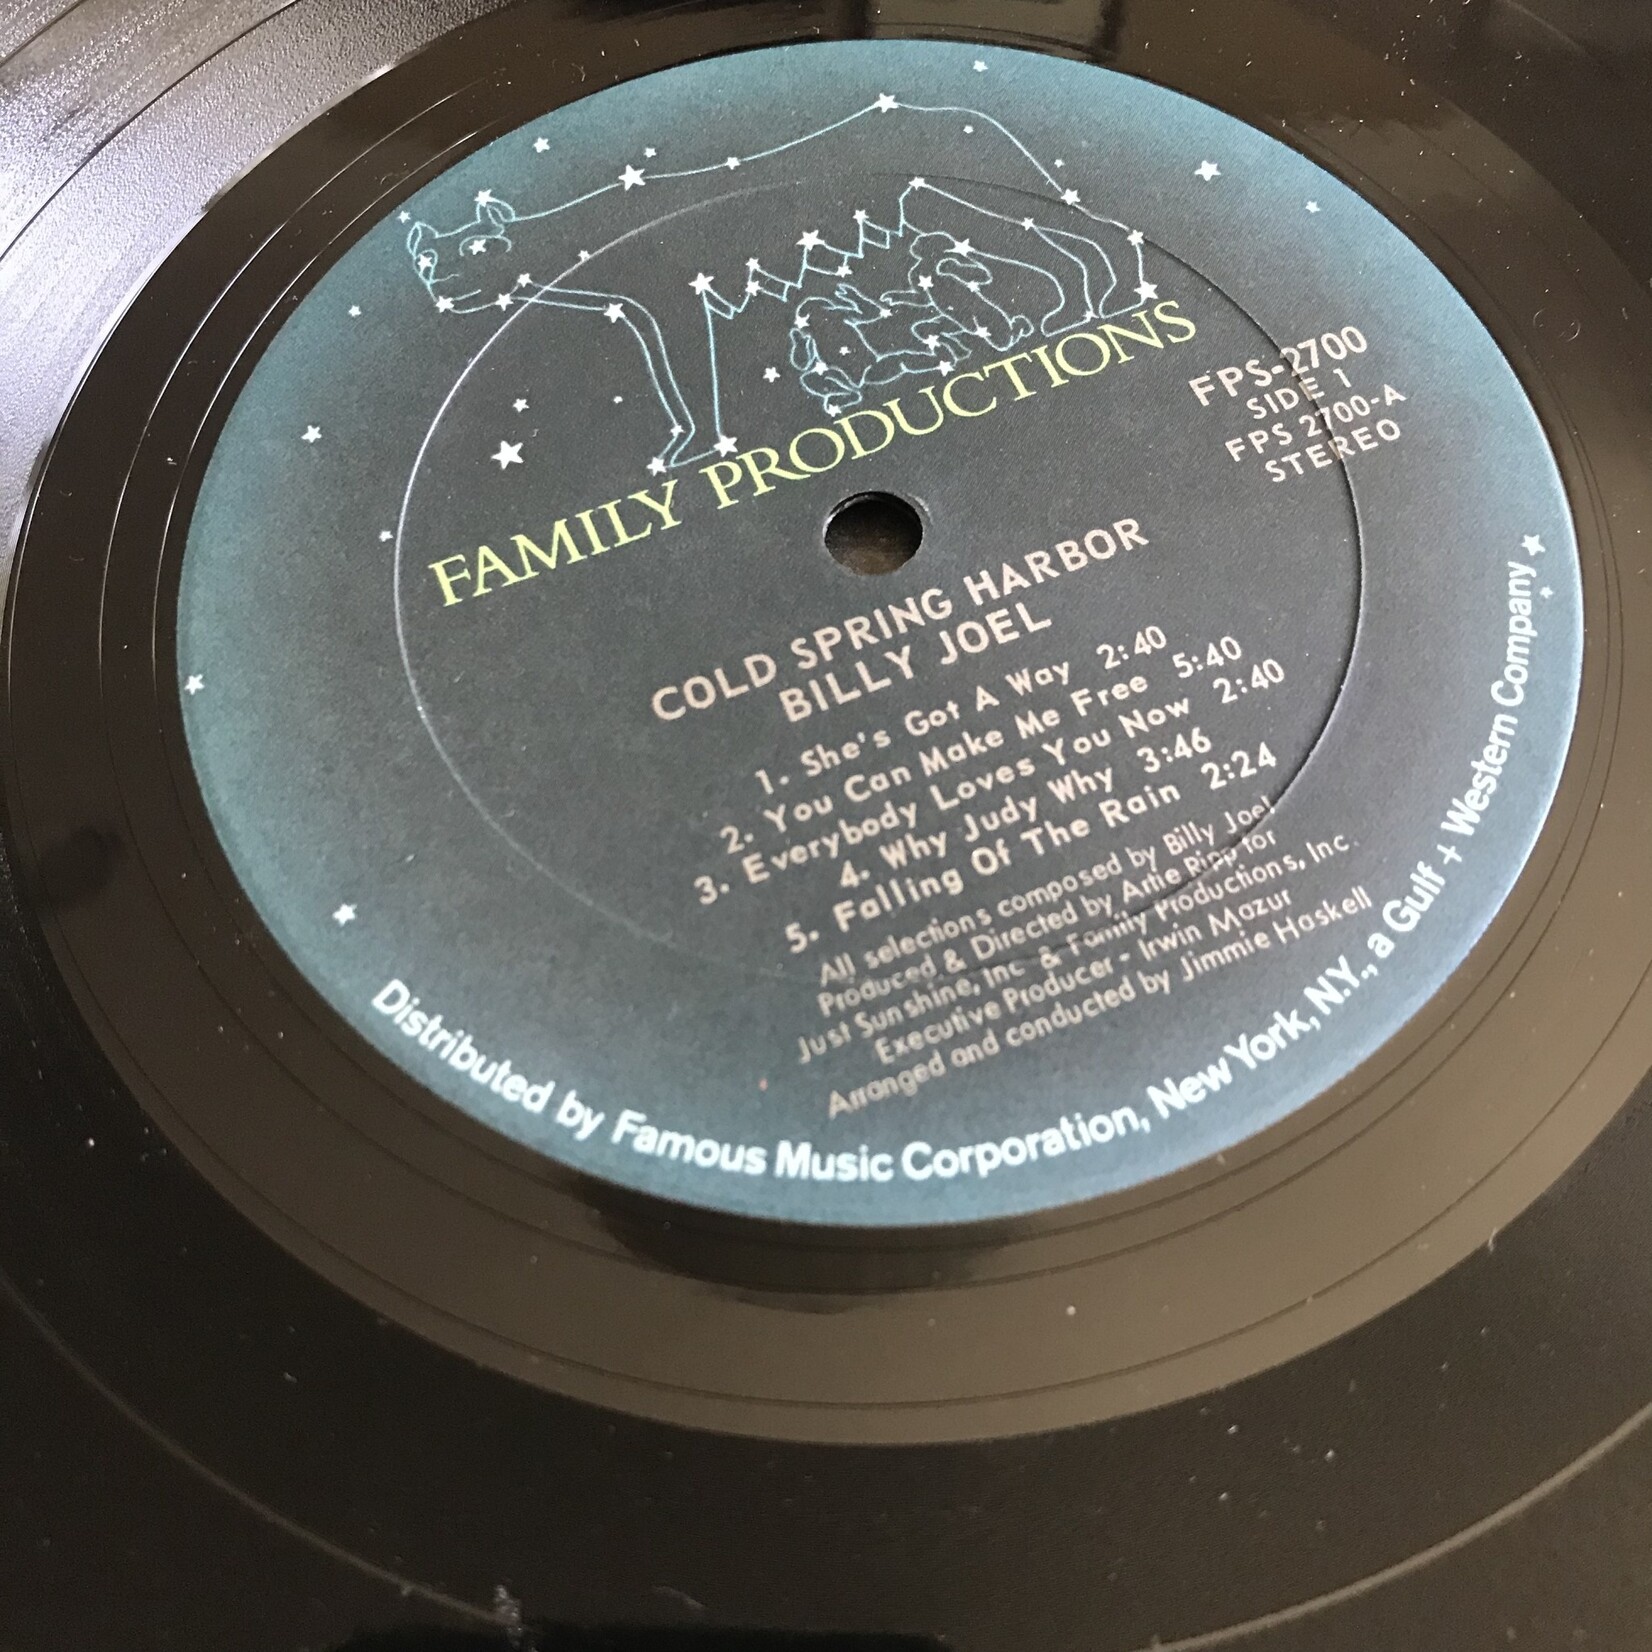 FAMILY PRODUCTIONS
FPS-2700
SIDE 1
FPS 2700-A
STEREO
COLD SPRING HARBOR
BILLY JOEL
1. She's Got A Way 2:40
2. You Can Make Me Free 5:40
3. Everybody Loves You Now 2:40
4. Why Judy Why 3:46
5. Falling Of The Rain 2:24
All selections composed by Billy Joel
Produced & Directed by Artie Ripp for
Just Sunshine, Inc & Family Productions, Inc.
Executive Producer - Irwin Mazur
Arranged and conducted by Jimmie Haskell
Distributed by Famous Music Corporation, New York, N.Y., a Gulf + Western Company